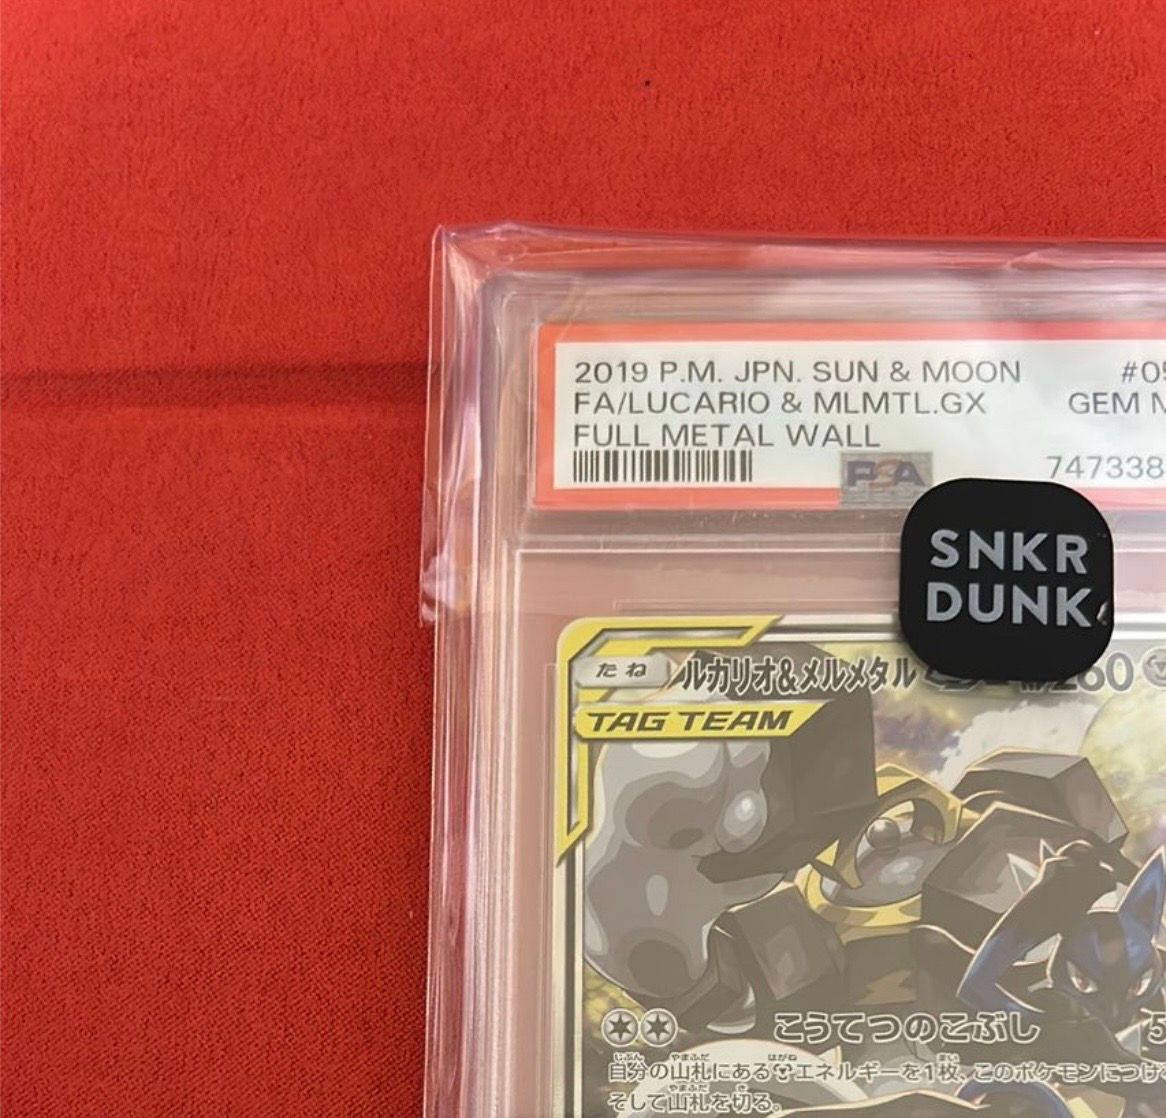 2019 P.M. JPN. SUN & MOON #05
FA/LUCARIO & MLMTL.GX GEM M
FULL METAL WALL
PSA 747338
SNKR
DUNK
たね ルカリオ&メルメタル 260
TAG TEAM
こうてつのこぶし 5
自分の山札にあるエネルギーを1枚、このポケモンにつけ
そして山札を切る。